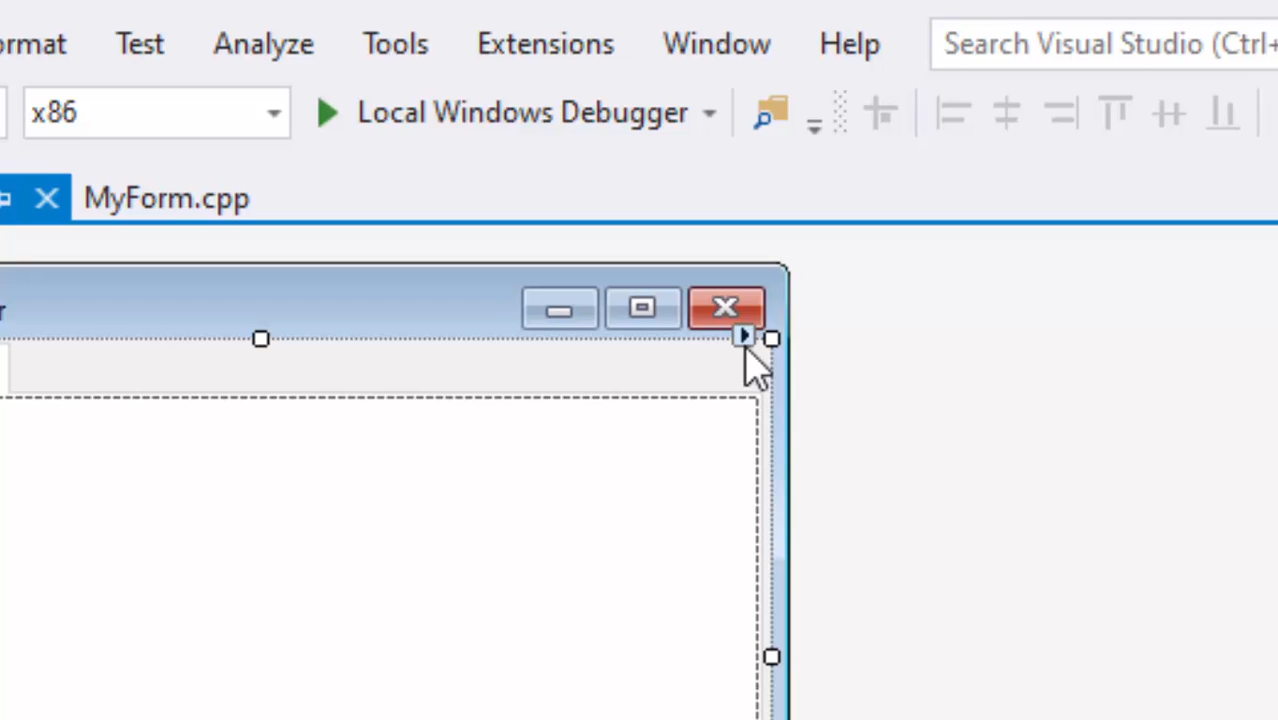 ormat Test Analyze Tools Extensions Window Help Search Visual Studio (Ctrl+
x86 Local Windows Debugger
MyForm.cpp
r